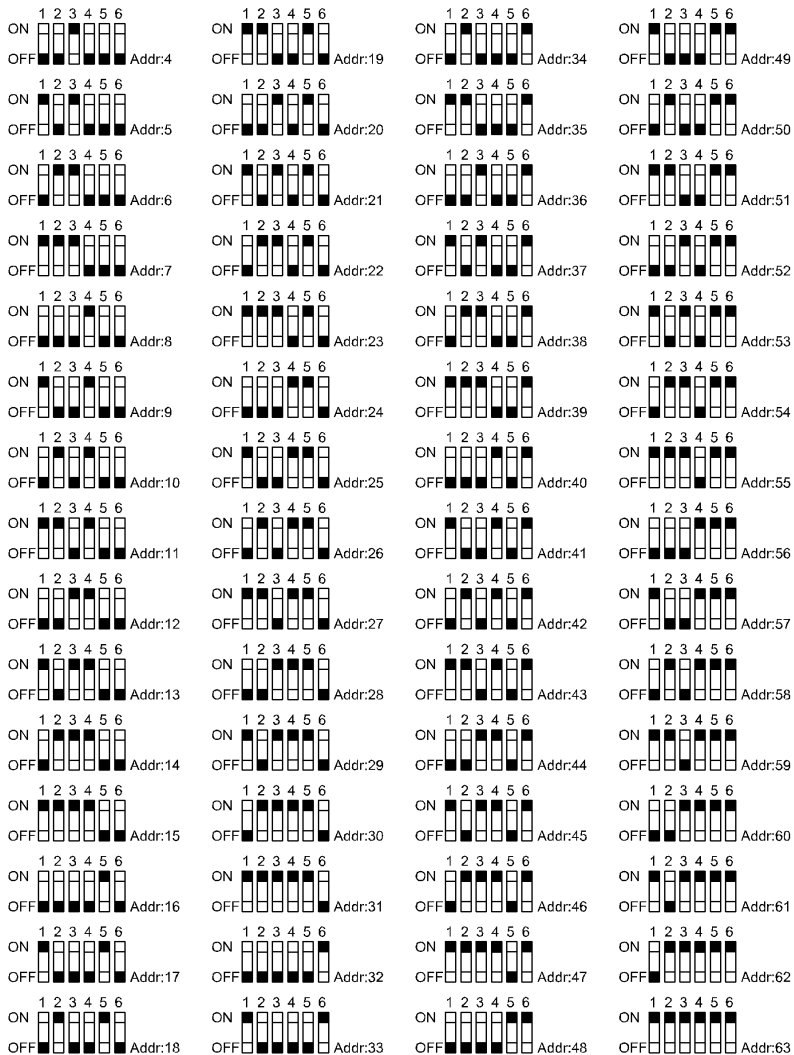 1 2 3 4 5 6
ON
OFF Addr:4
1 2 3 4 5 6
ON
OFF Addr:5
1 2 3 4 5 6
ON
OFF Addr:6
1 2 3 4 5 6
ON
OFF Addr:7
1 2 3 4 5 6
ON
OFF Addr:8
1 2 3 4 5 6
ON
OFF Addr:9
1 2 3 4 5 6
ON
OFF Addr:10
1 2 3 4 5 6
ON
OFF Addr:11
1 2 3 4 5 6
ON
OFF Addr:12
1 2 3 4 5 6
ON
OFF Addr:13
1 2 3 4 5 6
ON
OFF Addr:14
1 2 3 4 5 6
ON
OFF Addr:15
1 2 3 4 5 6
ON
OFF Addr:16
1 2 3 4 5 6
ON
OFF Addr:17
1 2 3 4 5 6
ON
OFF Addr:18
1 2 3 4 5 6
ON
OFF Addr:19
1 2 3 4 5 6
ON
OFF Addr:20
1 2 3 4 5 6
ON
OFF Addr:21
1 2 3 4 5 6
ON
OFF Addr:22
1 2 3 4 5 6
ON
OFF Addr:23
1 2 3 4 5 6
ON
OFF Addr:24
1 2 3 4 5 6
ON
OFF Addr:25
1 2 3 4 5 6
ON
OFF Addr:26
1 2 3 4 5 6
ON
OFF Addr:27
1 2 3 4 5 6
ON
OFF Addr:28
1 2 3 4 5 6
ON
OFF Addr:29
1 2 3 4 5 6
ON
OFF Addr:30
1 2 3 4 5 6
ON
OFF Addr:31
1 2 3 4 5 6
ON
OFF Addr:32
1 2 3 4 5 6
ON
OFF Addr:33
1 2 3 4 5 6
ON
OFF Addr:34
1 2 3 4 5 6
ON
OFF Addr:35
1 2 3 4 5 6
ON
OFF Addr:36
1 2 3 4 5 6
ON
OFF Addr:37
1 2 3 4 5 6
ON
OFF Addr:38
1 2 3 4 5 6
ON
OFF Addr:39
1 2 3 4 5 6
ON
OFF Addr:40
1 2 3 4 5 6
ON
OFF Addr:41
1 2 3 4 5 6
ON
OFF Addr:42
1 2 3 4 5 6
ON
OFF Addr:43
1 2 3 4 5 6
ON
OFF Addr:44
1 2 3 4 5 6
ON
OFF Addr:45
1 2 3 4 5 6
ON
OFF Addr:46
1 2 3 4 5 6
ON
OFF Addr:47
1 2 3 4 5 6
ON
OFF Addr:48
1 2 3 4 5 6
ON
OFF Addr:49
1 2 3 4 5 6
ON
OFF Addr:50
1 2 3 4 5 6
ON
OFF Addr:51
1 2 3 4 5 6
ON
OFF Addr:52
1 2 3 4 5 6
ON
OFF Addr:53
1 2 3 4 5 6
ON
OFF Addr:54
1 2 3 4 5 6
ON
OFF Addr:55
1 2 3 4 5 6
ON
OFF Addr:56
1 2 3 4 5 6
ON
OFF Addr:57
1 2 3 4 5 6
ON
OFF Addr:58
1 2 3 4 5 6
ON
OFF Addr:59
1 2 3 4 5 6
ON
OFF Addr:60
1 2 3 4 5 6
ON
OFF Addr:61
1 2 3 4 5 6
ON
OFF Addr:62
1 2 3 4 5 6
ON
OFF Addr:63